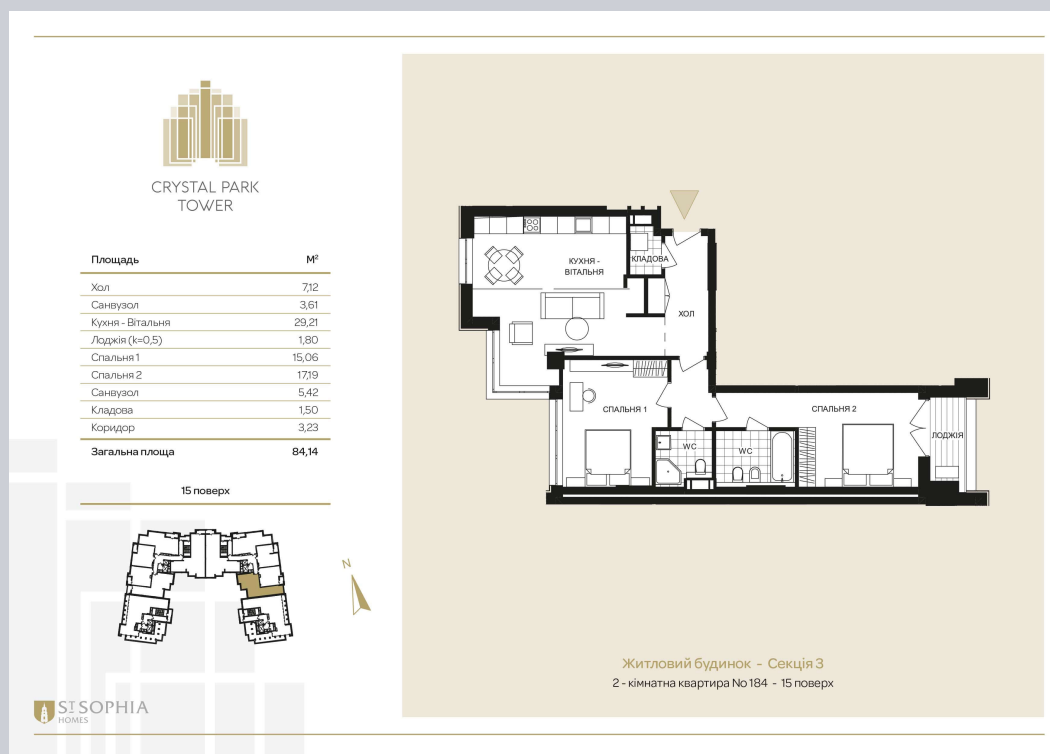 CRYSTAL PARK
TOWER
Площадь М²
Хол 7,12
Санвузол 3,61
Кухня - Вітальня 29,21
Лоджія (k=0,5) 1,80
Спальня 1 15,06
Спальня 2 17,19
Санвузол 5,42
Кладова 1,50
Коридор 3,23
Загальна площа 84,14
15 поверх
N
ST SOPHIA
HOMES
КУХНЯ -
ВІТАЛЬНЯ
КЛАДОВА
ХОЛ
СПАЛЬНЯ 1
СПАЛЬНЯ 2
ЛОДЖІЯ
WC
WC
Житловий будинок - Секція 3
2 - кімнатна квартира No 184 - 15 поверх